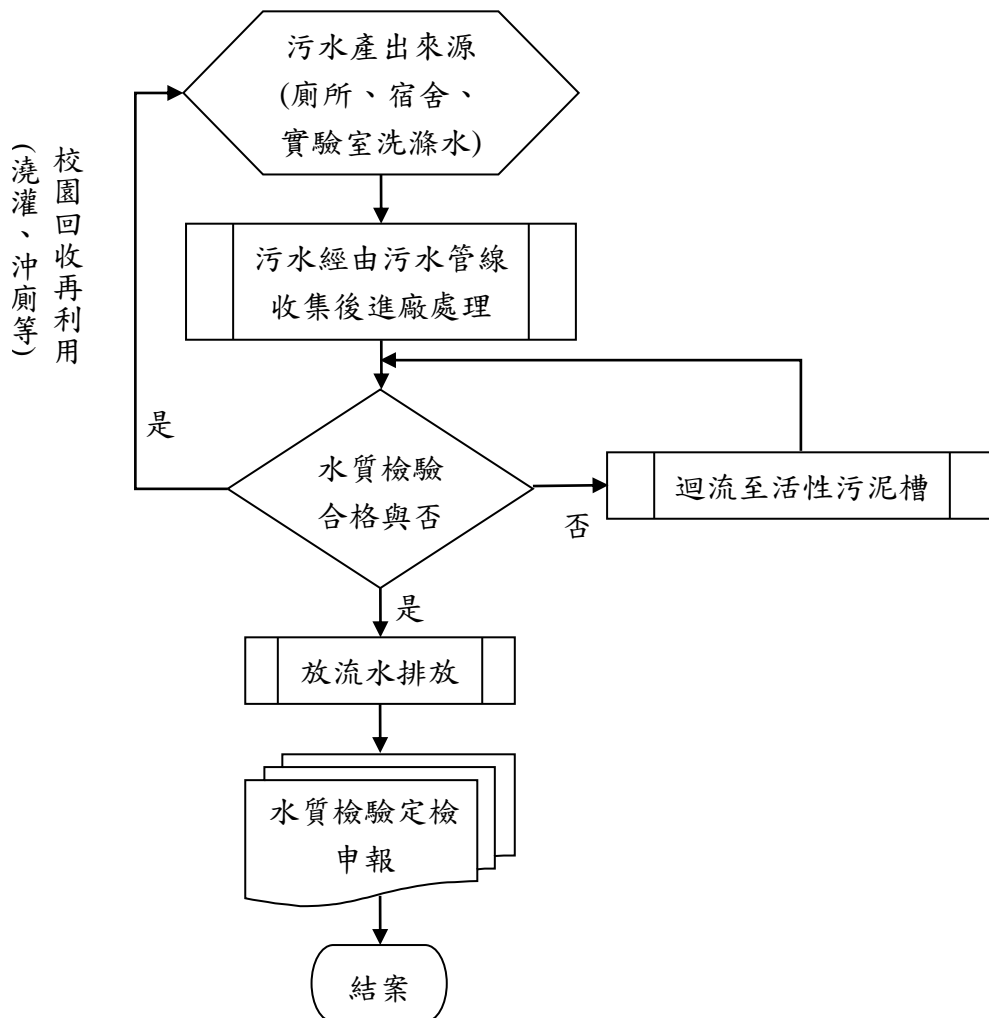 污水產出來源
(廁所、宿舍、
實驗室洗滌水)
校園回收再利用
(澆灌、沖廁等)
污水經由污水管線
收集後進廠處理
是
水質檢驗
合格與否
否
迴流至活性污泥槽
是
放流水排放
水質檢驗定檢
申報
結案